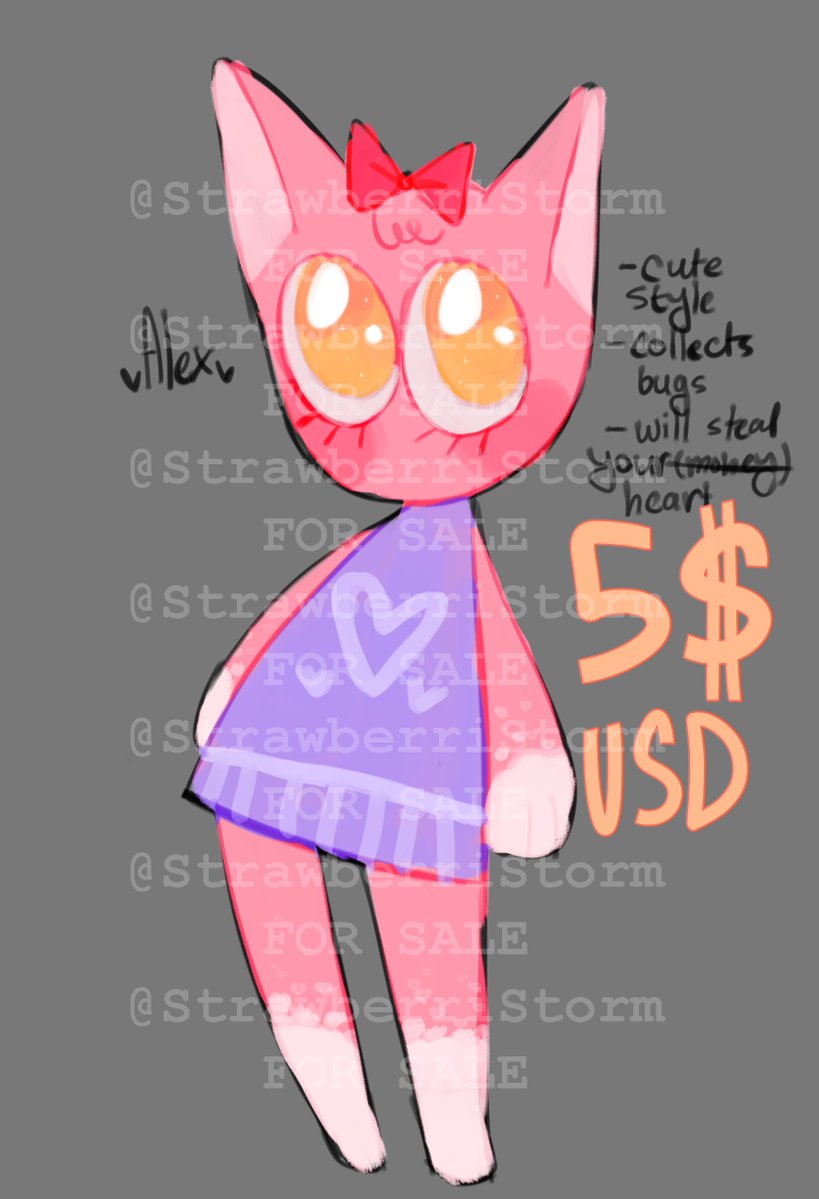 @StrawberriStorm
FOR SALE
@StrawberriStorm
FOR SALE
@StrawberriStorm
FOR SALE
@StrawberriStorm
FOR SALE
@StrawberriStorm
FOR SALE
@StrawberriStorm
FOR SALE
@StrawberriStorm
FOR SALE
Alex
-cute
style
-collects
bugs
-will steal
your (money)
heart
5$
USD